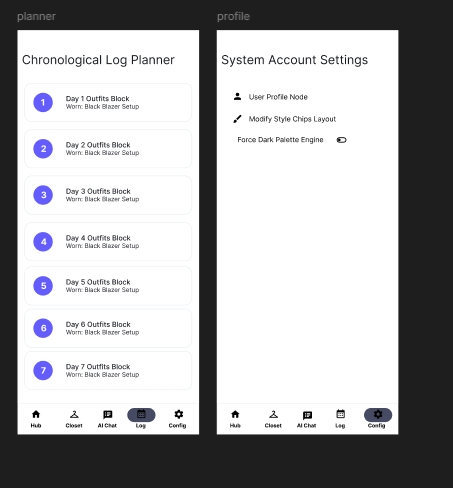 planner
Chronological Log Planner
1
Day 1 Outfits Block
Worn: Black Blazer Setup
2
Day 2 Outfits Block
Worn: Black Blazer Setup
3
Day 3 Outfits Block
Worn: Black Blazer Setup
4
Day 4 Outfits Block
Worn: Black Blazer Setup
5
Day 5 Outfits Block
Worn: Black Blazer Setup
6
Day 6 Outfits Block
Worn: Black Blazer Setup
7
Day 7 Outfits Block
Worn: Black Blazer Setup
Hub Closet AI Chat Log Config
profile
System Account Settings
User Profile Node
Modify Style Chips Layout
Force Dark Palette Engine
Hub Closet AI Chat Log Config